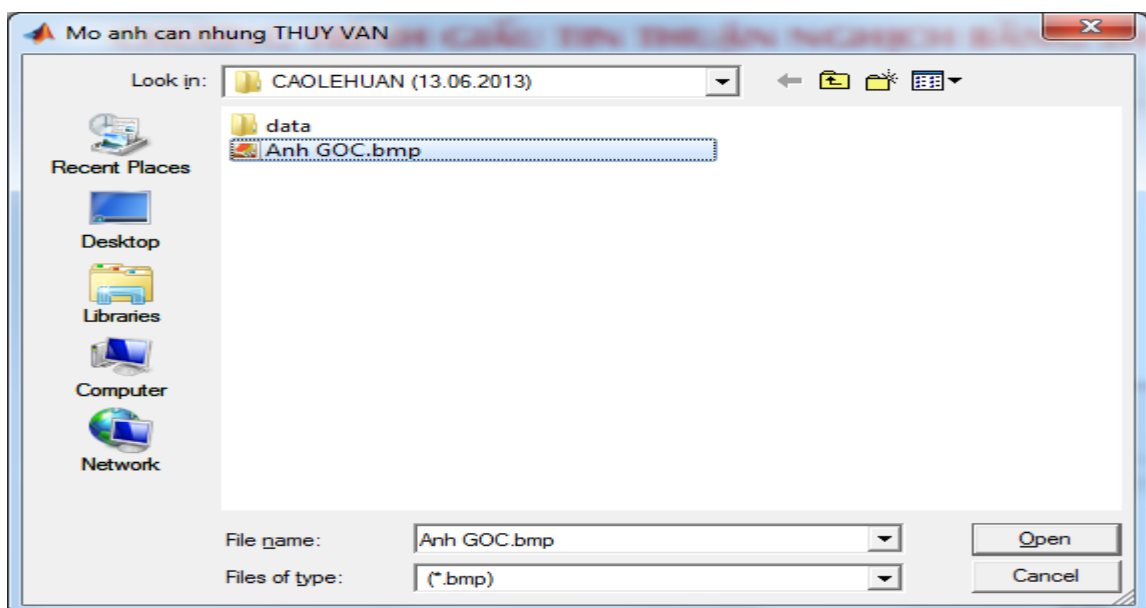 Mo anh can nhung THUY VAN
Look in: CAOLEHUAN (13.06.2013)
data
Anh GOC.bmp
Recent Places
Desktop
Libraries
Computer
Network
File name: Anh GOC.bmp Open
Files of type: (*.bmp) Cancel